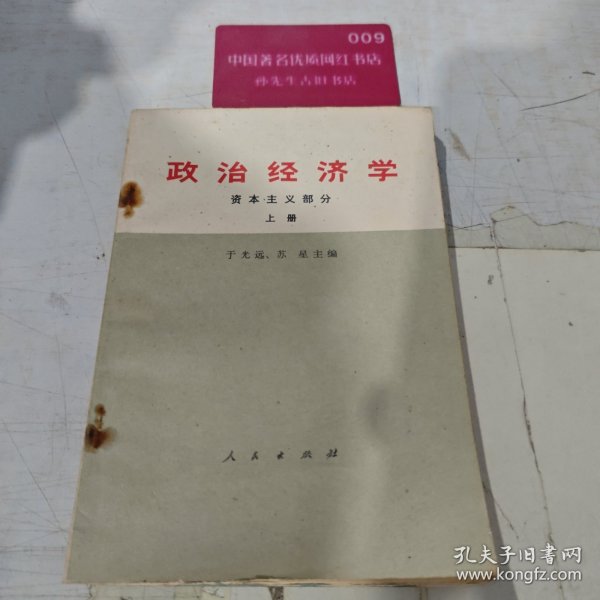 009
中国著名优质网红书店
孙先生古旧书店
政治经济学
资本主义部分
上册
于光远、苏 星主编
人民出版社
孔夫子旧书网
www.kongfz.com